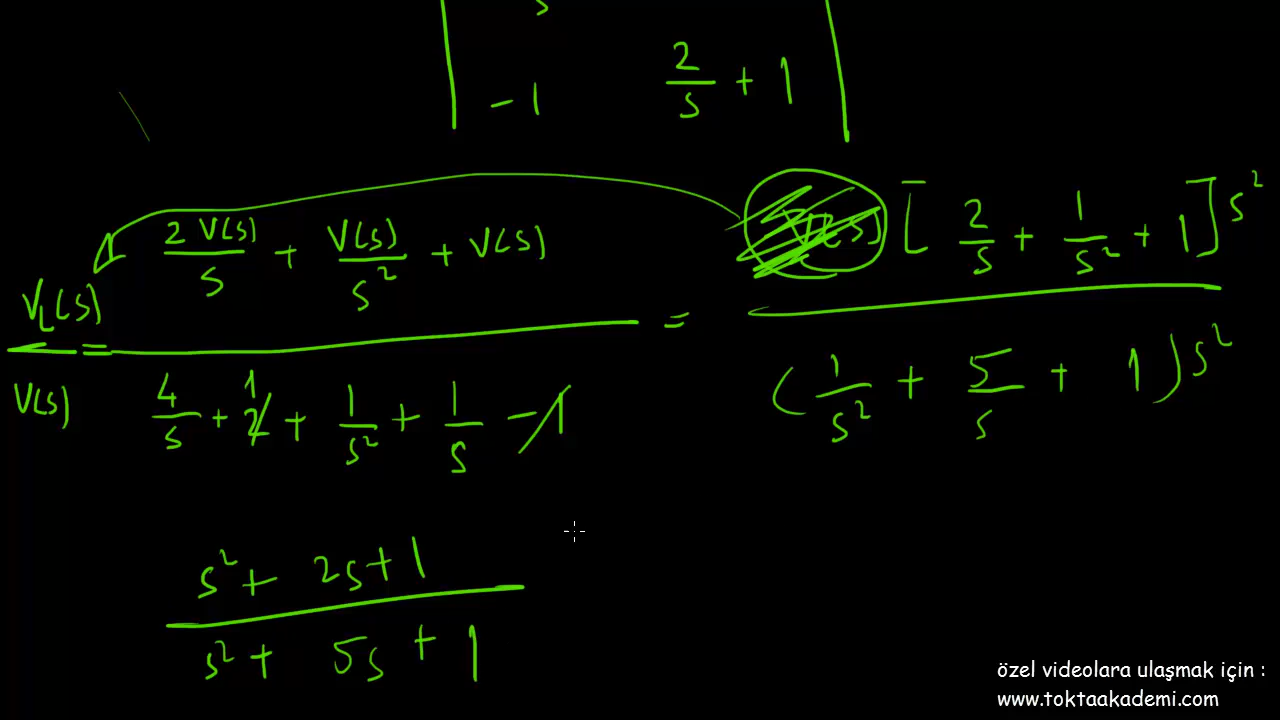 s
-1 2/s + 1
V_L(s)/V(s) = (2V(s)/s + V(s)/s² + V(s)) / (4/s + 2 1 + 1/s² + 1/s - 1) = ([2/s + 1/s² + 1] s²) / ((1/s² + 5/s + 1) s²)
(s² + 2s + 1) / (s² + 5s + 1)
özel videolara ulaşmak için :
www.toktaakademi.com